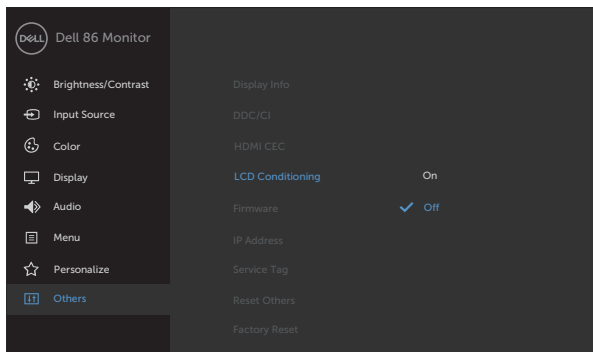 DELL Dell 86 Monitor
Brightness/Contrast
Display Info
Input Source
DDC/CI
Color
HDMI CEC
Display
LCD Conditioning On
Audio
Firmware Off
Menu
IP Address
Personalize
Service Tag
Others
Reset Others
Factory Reset